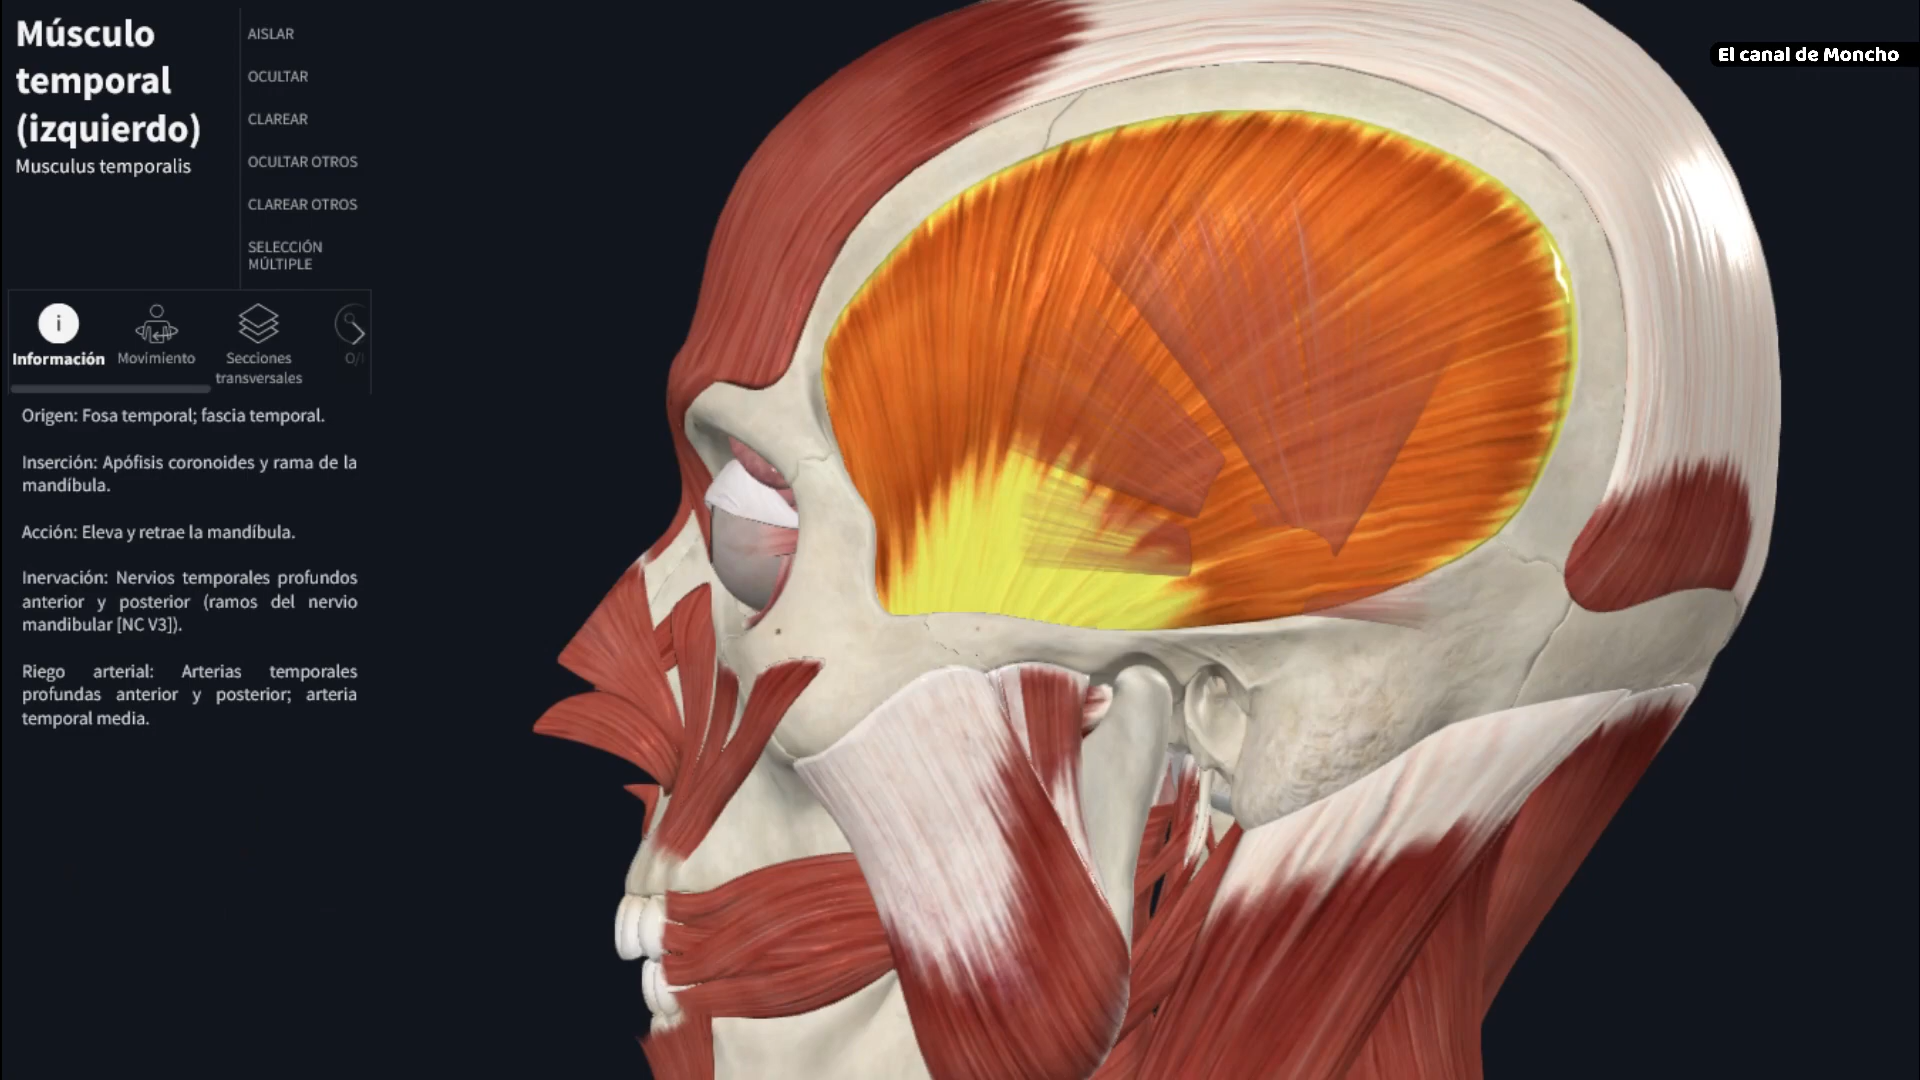 Músculo
temporal
(izquierdo)
Musculus temporalis
AISLAR
OCULTAR
CLAREAR
OCULTAR OTROS
CLAREAR OTROS
SELECCIÓN
MÚLTIPLE
El canal de Moncho
i
Información
Movimiento
Secciones
transversales
O/I
Origen: Fosa temporal; fascia temporal.
Inserción: Apófisis coronoides y rama de la
mandíbula.
Acción: Eleva y retrae la mandíbula.
Inervación: Nervios temporales profundos
anterior y posterior (ramos del nervio
mandibular [NC V3]).
Riego arterial: Arterias temporales
profundas anterior y posterior; arteria
temporal media.